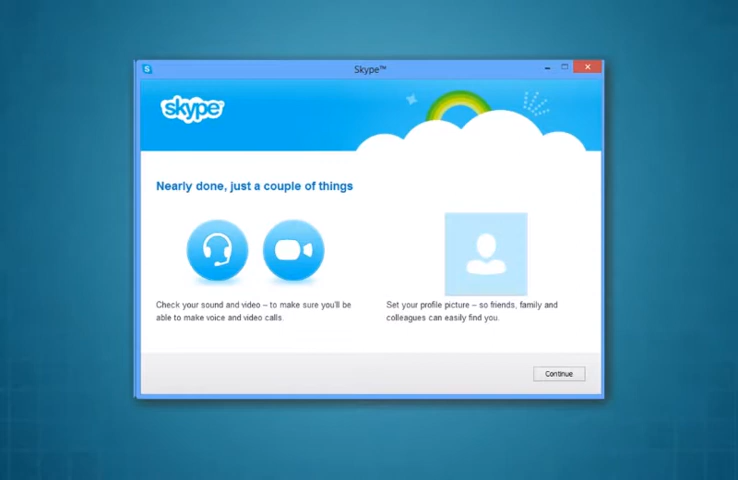 Skype™
skype
Nearly done, just a couple of things
Check your sound and video – to make sure you'll be
able to make voice and video calls.
Set your profile picture – so friends, family and
colleagues can easily find you.
Continue